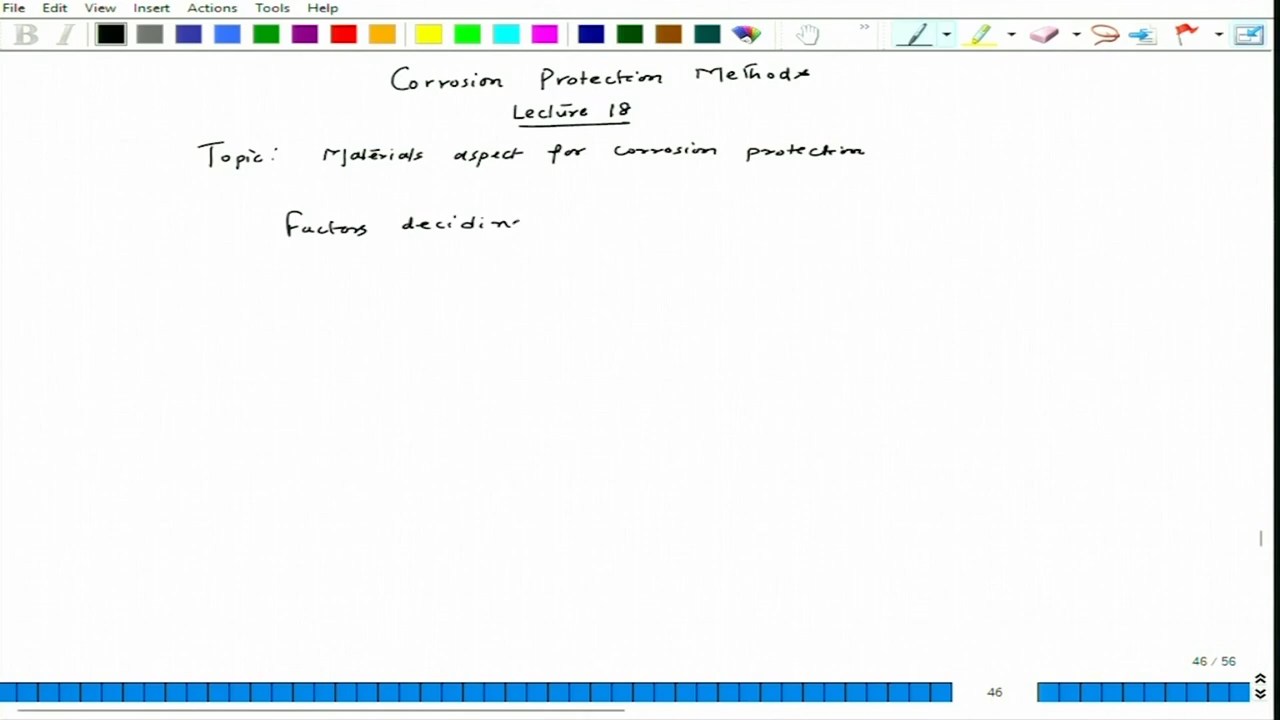 File Edit View Insert Actions Tools Help
B I
Corrosion Protection Methods
Lecture 18
Topic: Materials aspect for corrosion protection
Factors decidin
46 / 56
46